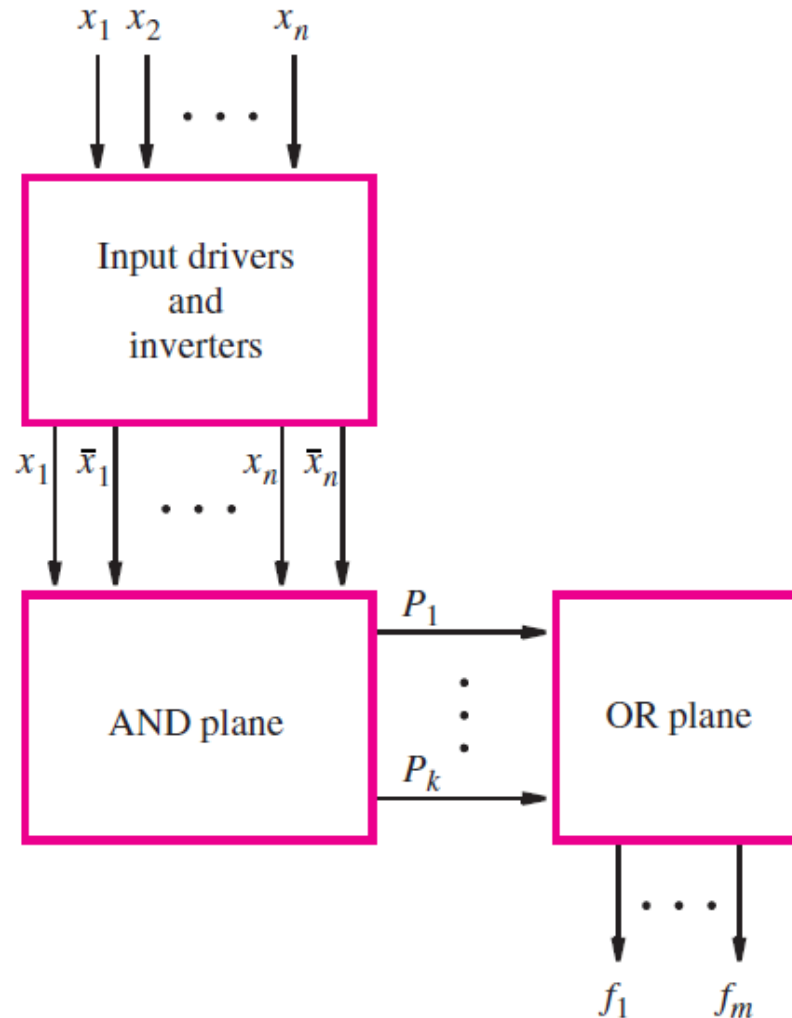 x₁ x₂ . . . xₙ
Input drivers
and
inverters
x₁ x̄₁ . . . xₙ x̄ₙ
P₁
AND plane
OR plane
Pₖ
. . .
f₁ fₘ